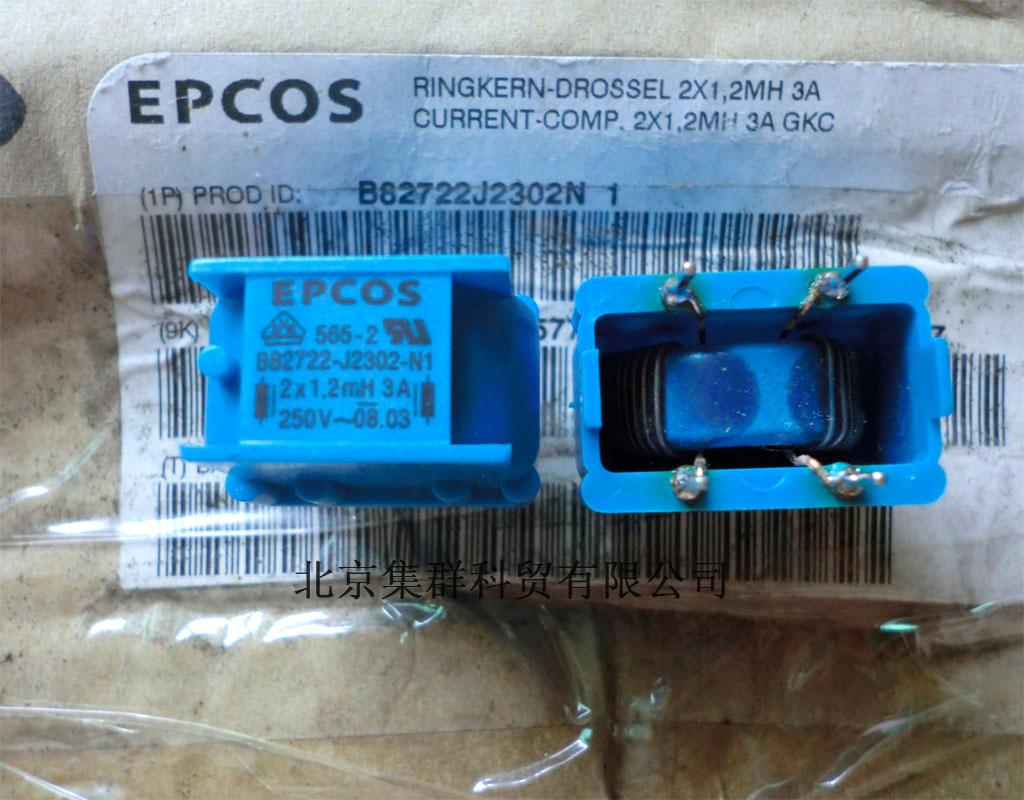 EPCOS
RINGKERN-DROSSEL 2X1,2MH 3A
CURRENT-COMP. 2X1,2MH 3A GKC
(1P) PROD ID: B82722J2302N 1
(9K)
(T)
EPCOS
565-2
B82722-J2302-N1
2x1,2mH 3A
250V~08.03
北京集群科贸有限公司